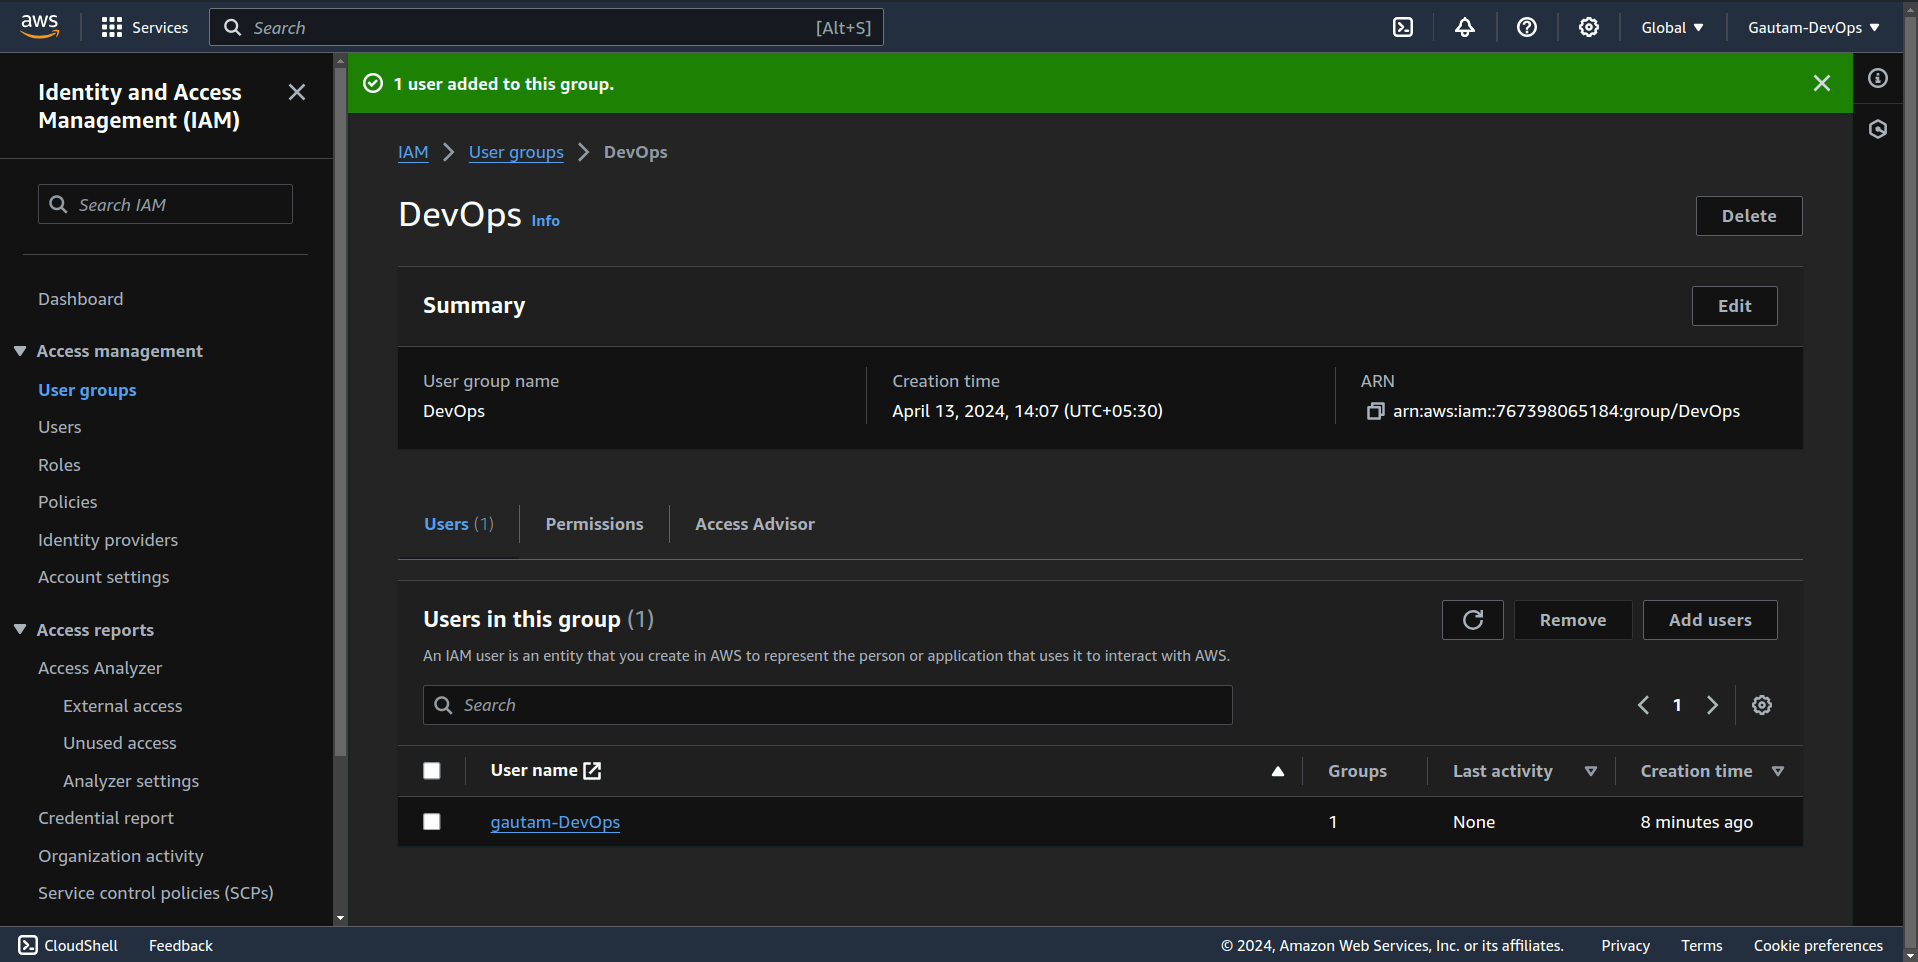 aws
Services
Search
[Alt+S]
Global
Gautam-DevOps
Identity and Access
Management (IAM)
Search IAM
Dashboard
Access management
User groups
Users
Roles
Policies
Identity providers
Account settings
Access reports
Access Analyzer
External access
Unused access
Analyzer settings
Credential report
Organization activity
Service control policies (SCPs)
1 user added to this group.
IAM > User groups > DevOps
DevOps Info
Delete
Summary
Edit
User group name
DevOps
Creation time
April 13, 2024, 14:07 (UTC+05:30)
ARN
arn:aws:iam::767398065184:group/DevOps
Users (1)
Permissions
Access Advisor
Users in this group (1)
Remove
Add users
An IAM user is an entity that you create in AWS to represent the person or application that uses it to interact with AWS.
Search
1
User name Groups Last activity Creation time
gautam-DevOps 1 None 8 minutes ago
CloudShell
Feedback
© 2024, Amazon Web Services, Inc. or its affiliates.
Privacy
Terms
Cookie preferences